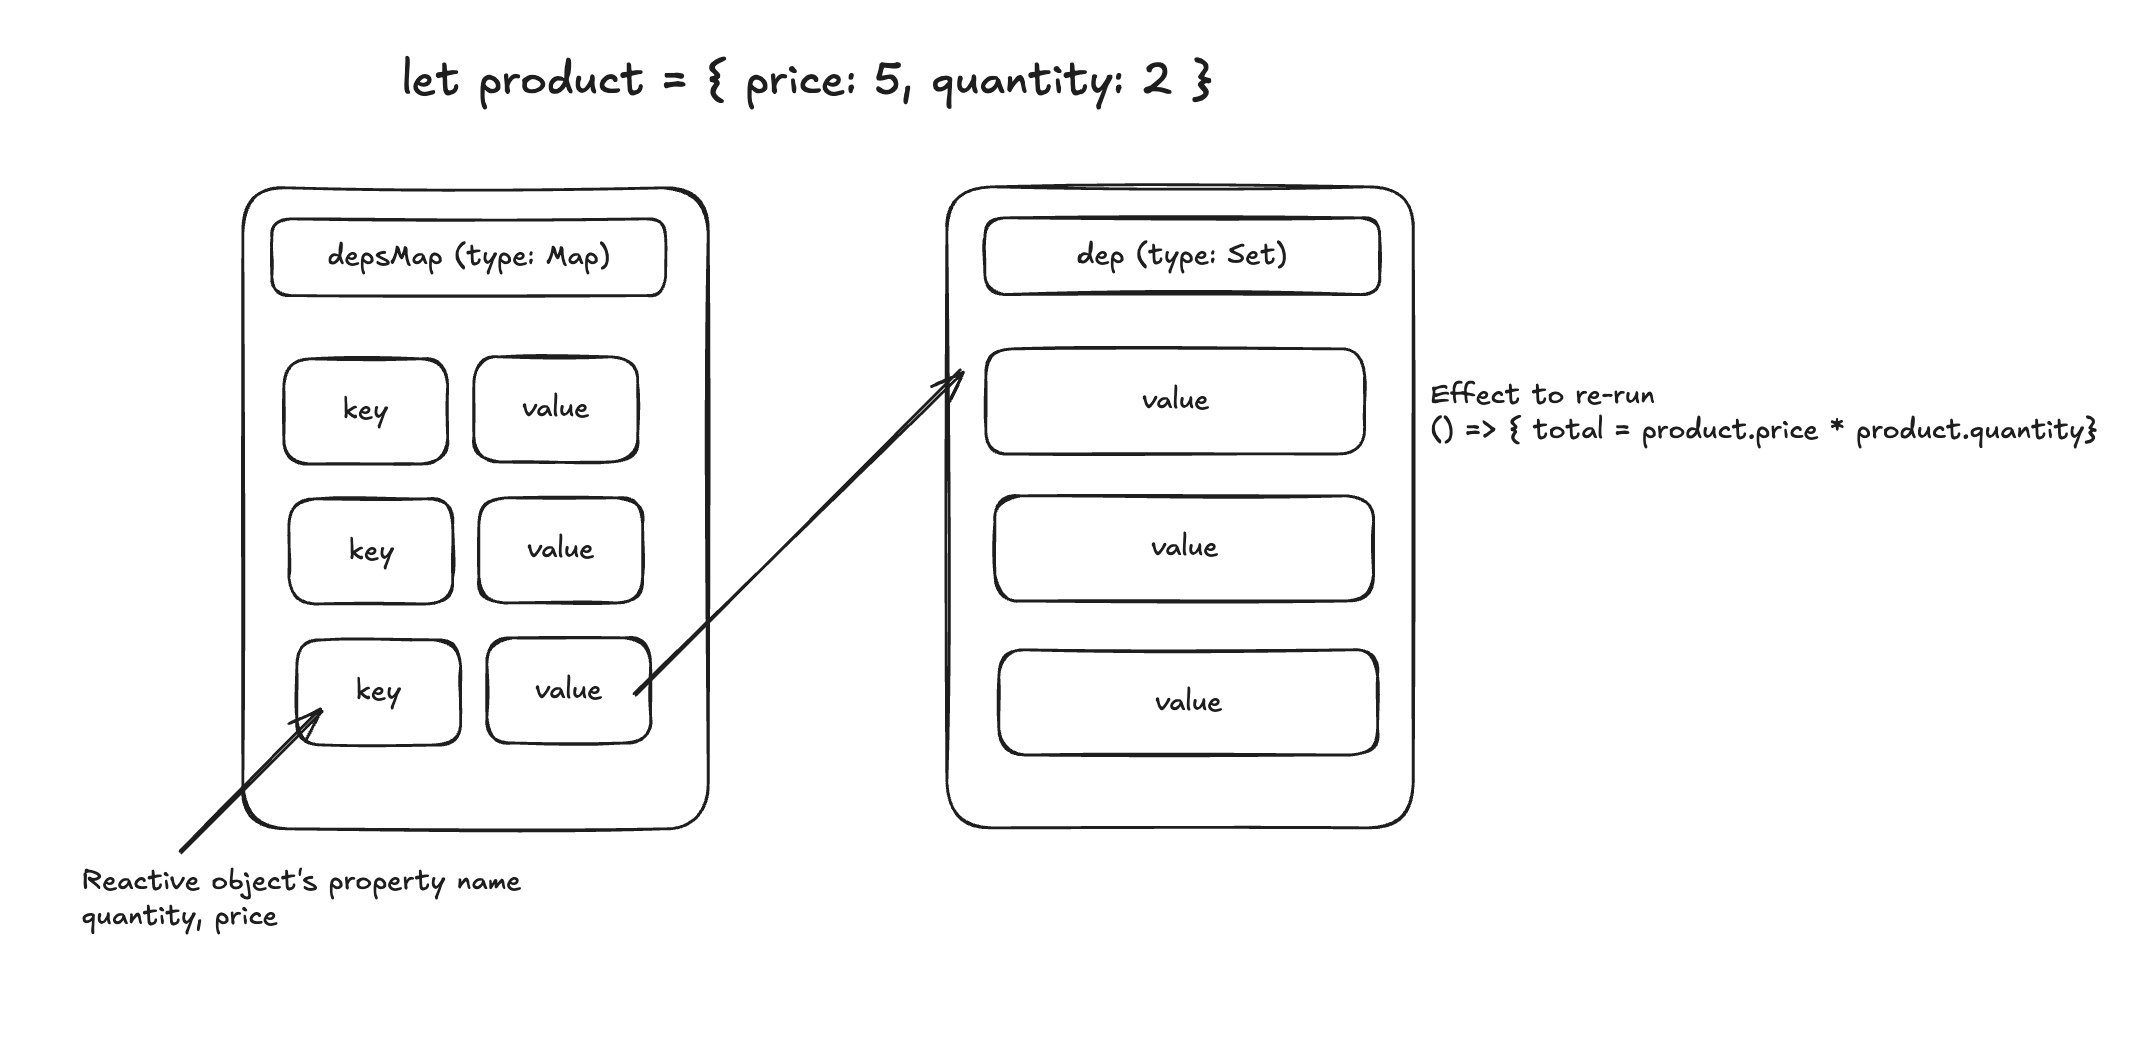 let product = { price: 5, quantity: 2 }
depsMap (type: Map)
dep (type: Set)
key
value
value
Effect to re-run
() => { total = product.price * product.quantity}
key
value
value
key
value
value
Reactive object's property name
quantity, price